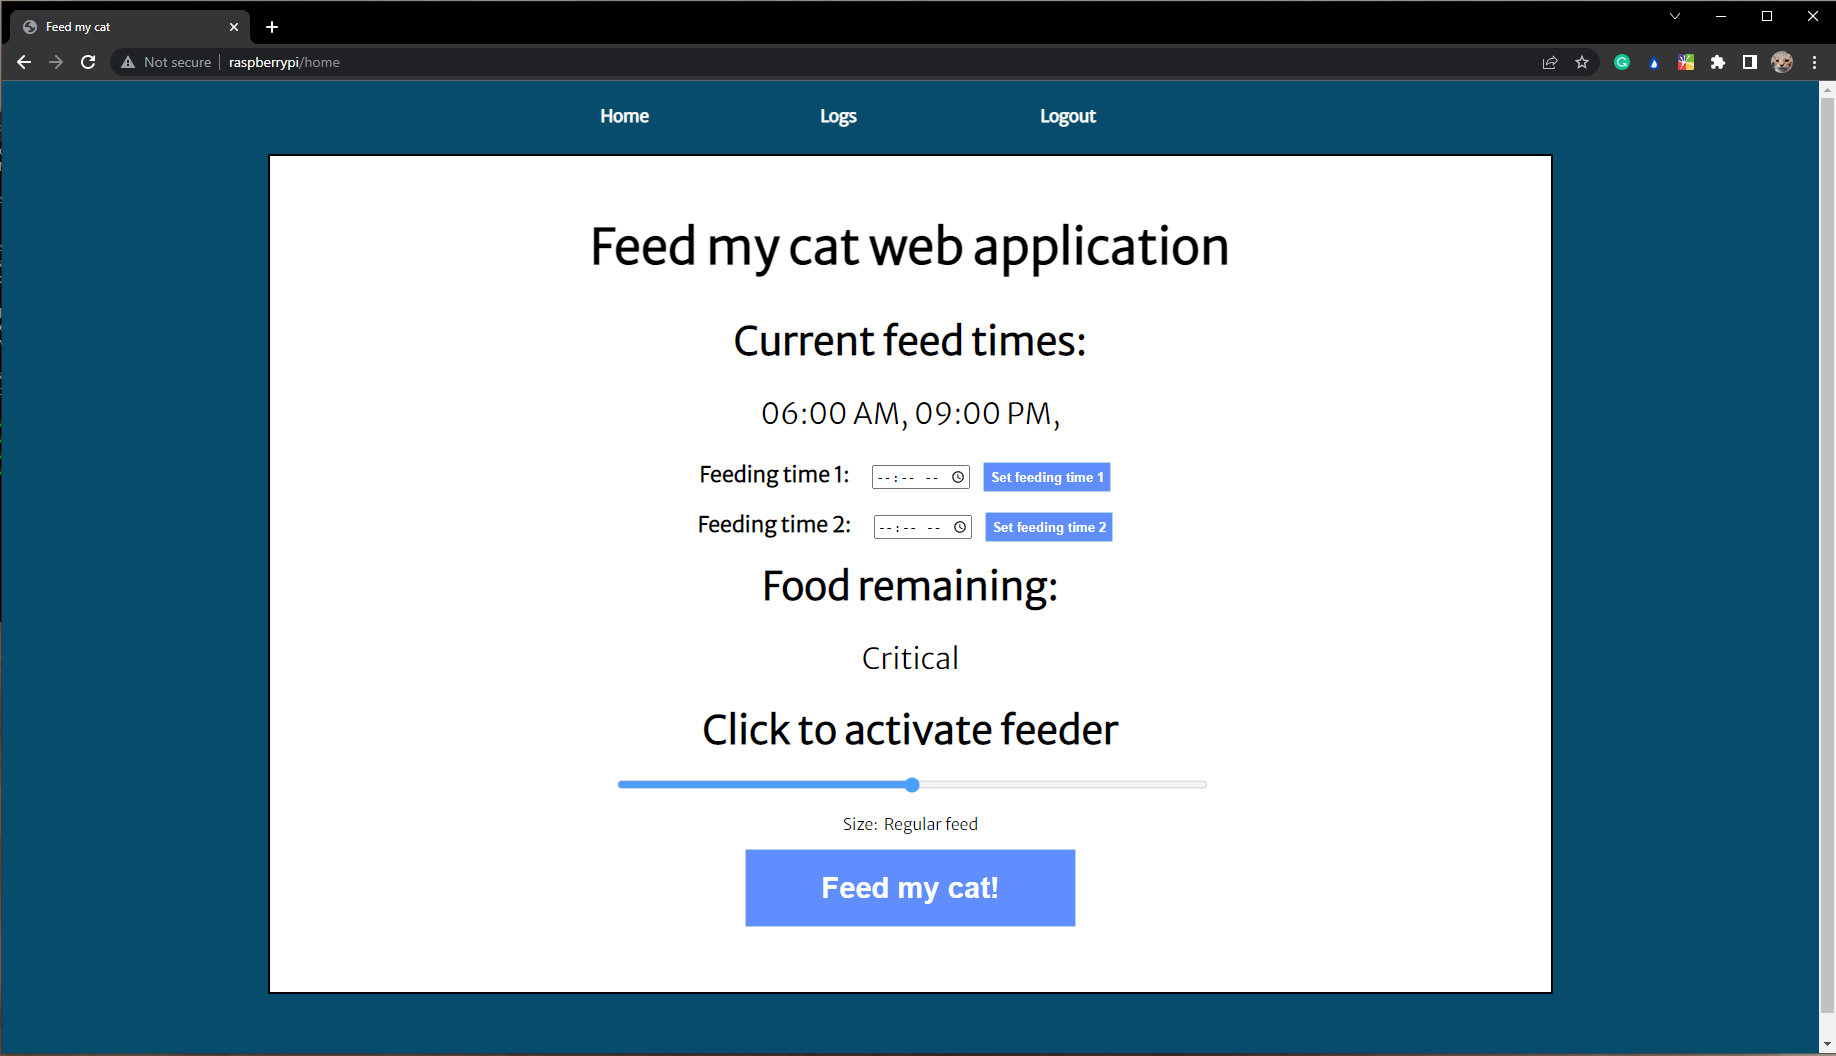 Feed my cat
Not secure raspberrypi/home
Home Logs Logout
Feed my cat web application
Current feed times:
06:00 AM, 09:00 PM,
Feeding time 1: --:-- -- Set feeding time 1
Feeding time 2: --:-- -- Set feeding time 2
Food remaining:
Critical
Click to activate feeder
Size: Regular feed
Feed my cat!